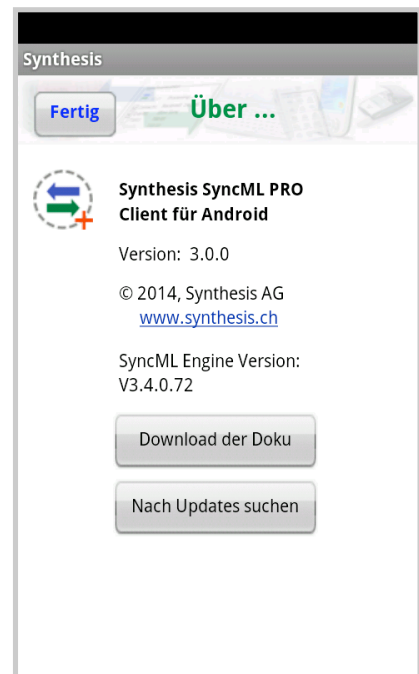 Synthesis
Fertig
Über ...
Synthesis SyncML PRO
Client für Android
Version: 3.0.0
© 2014, Synthesis AG
www.synthesis.ch
SyncML Engine Version:
V3.4.0.72
Download der Doku
Nach Updates suchen